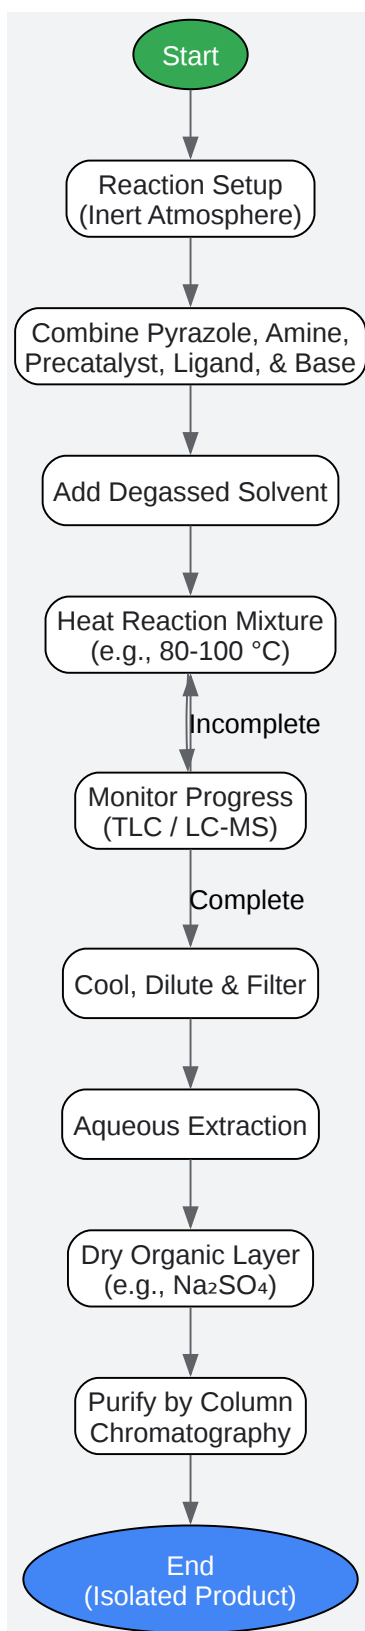 Start
Reaction Setup
(Inert Atmosphere)
Combine Pyrazole, Amine,
Precatalyst, Ligand, & Base
Add Degassed Solvent
Heat Reaction Mixture
(e.g., 80-100 °C)
Incomplete
Monitor Progress
(TLC / LC-MS)
Complete
Cool, Dilute & Filter
Aqueous Extraction
Dry Organic Layer
(e.g., Na₂SO₄)
Purify by Column
Chromatography
End
(Isolated Product)